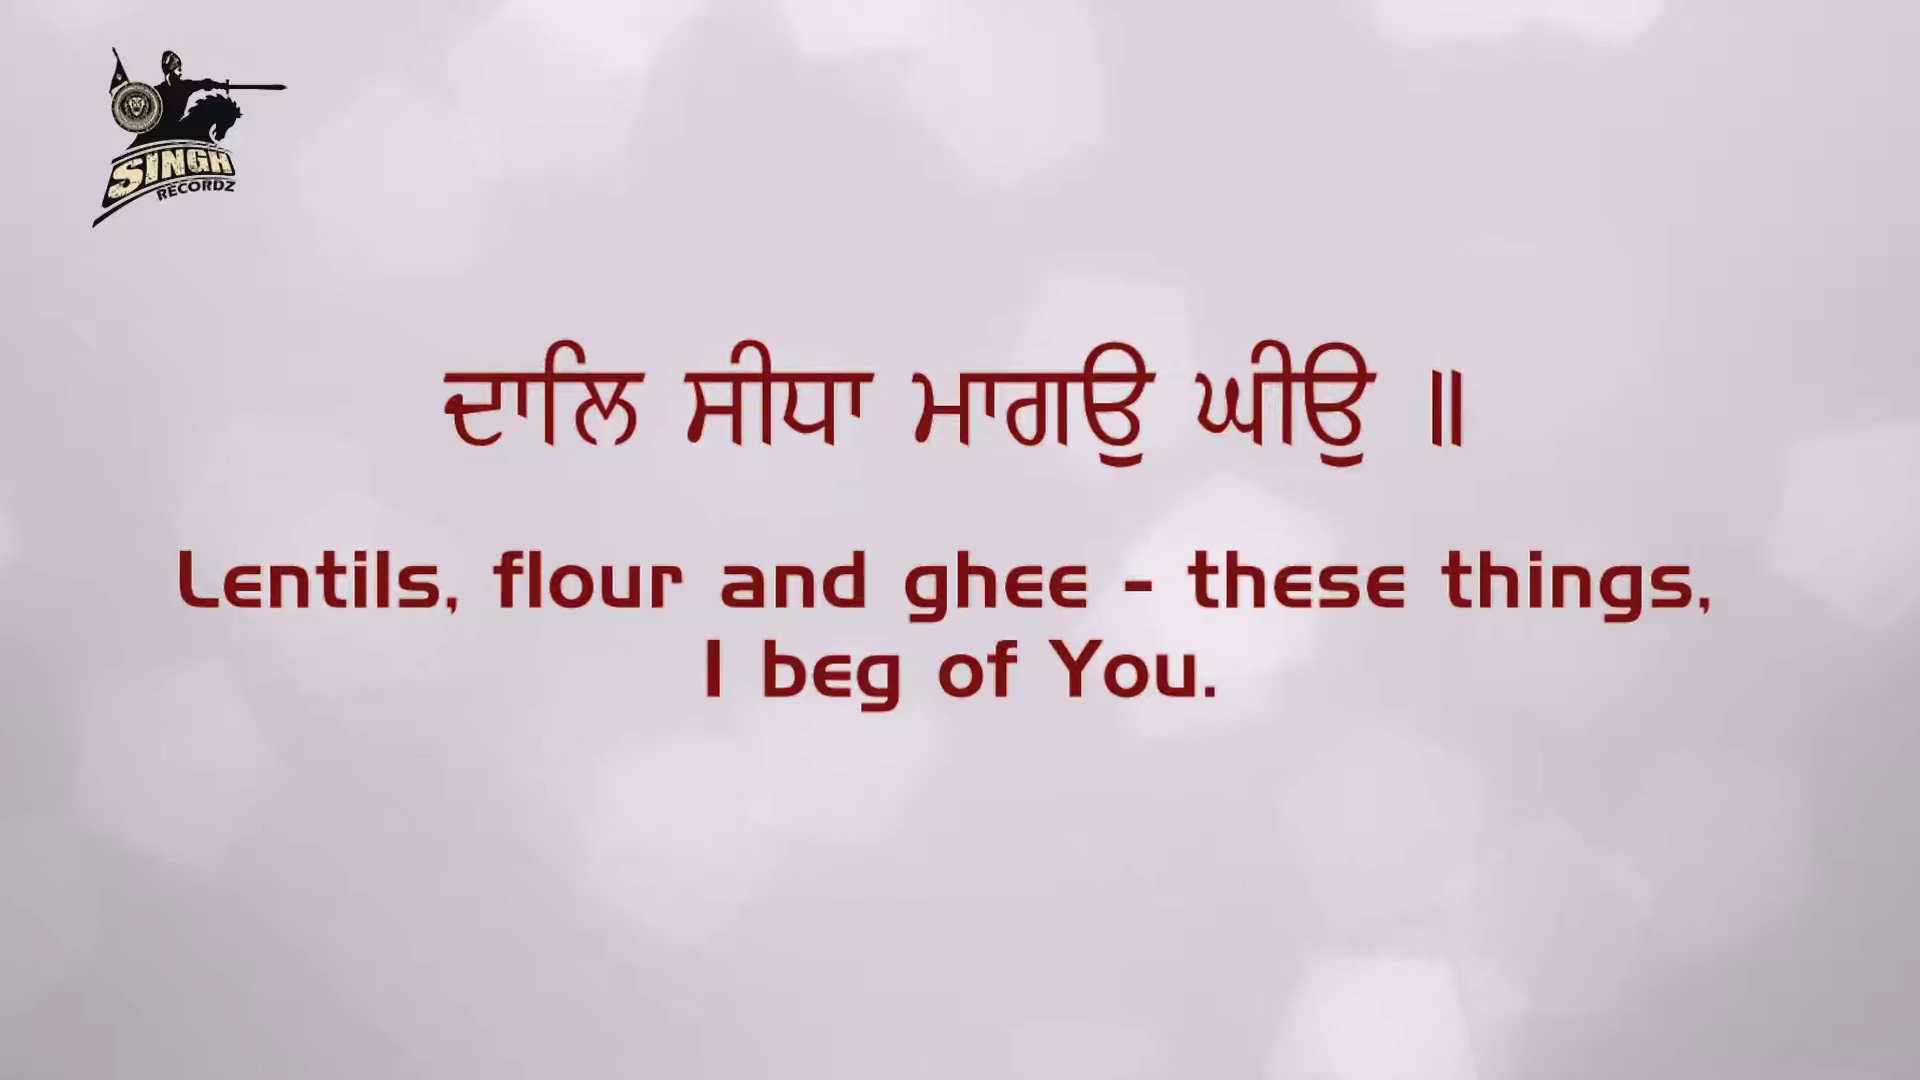 SINGH
RECORDZ
ਦਾਲਿ ਸੀਧਾ ਮਾਗਉ ਘੀਉ ॥
Lentils, flour and ghee - these things,
I beg of You.